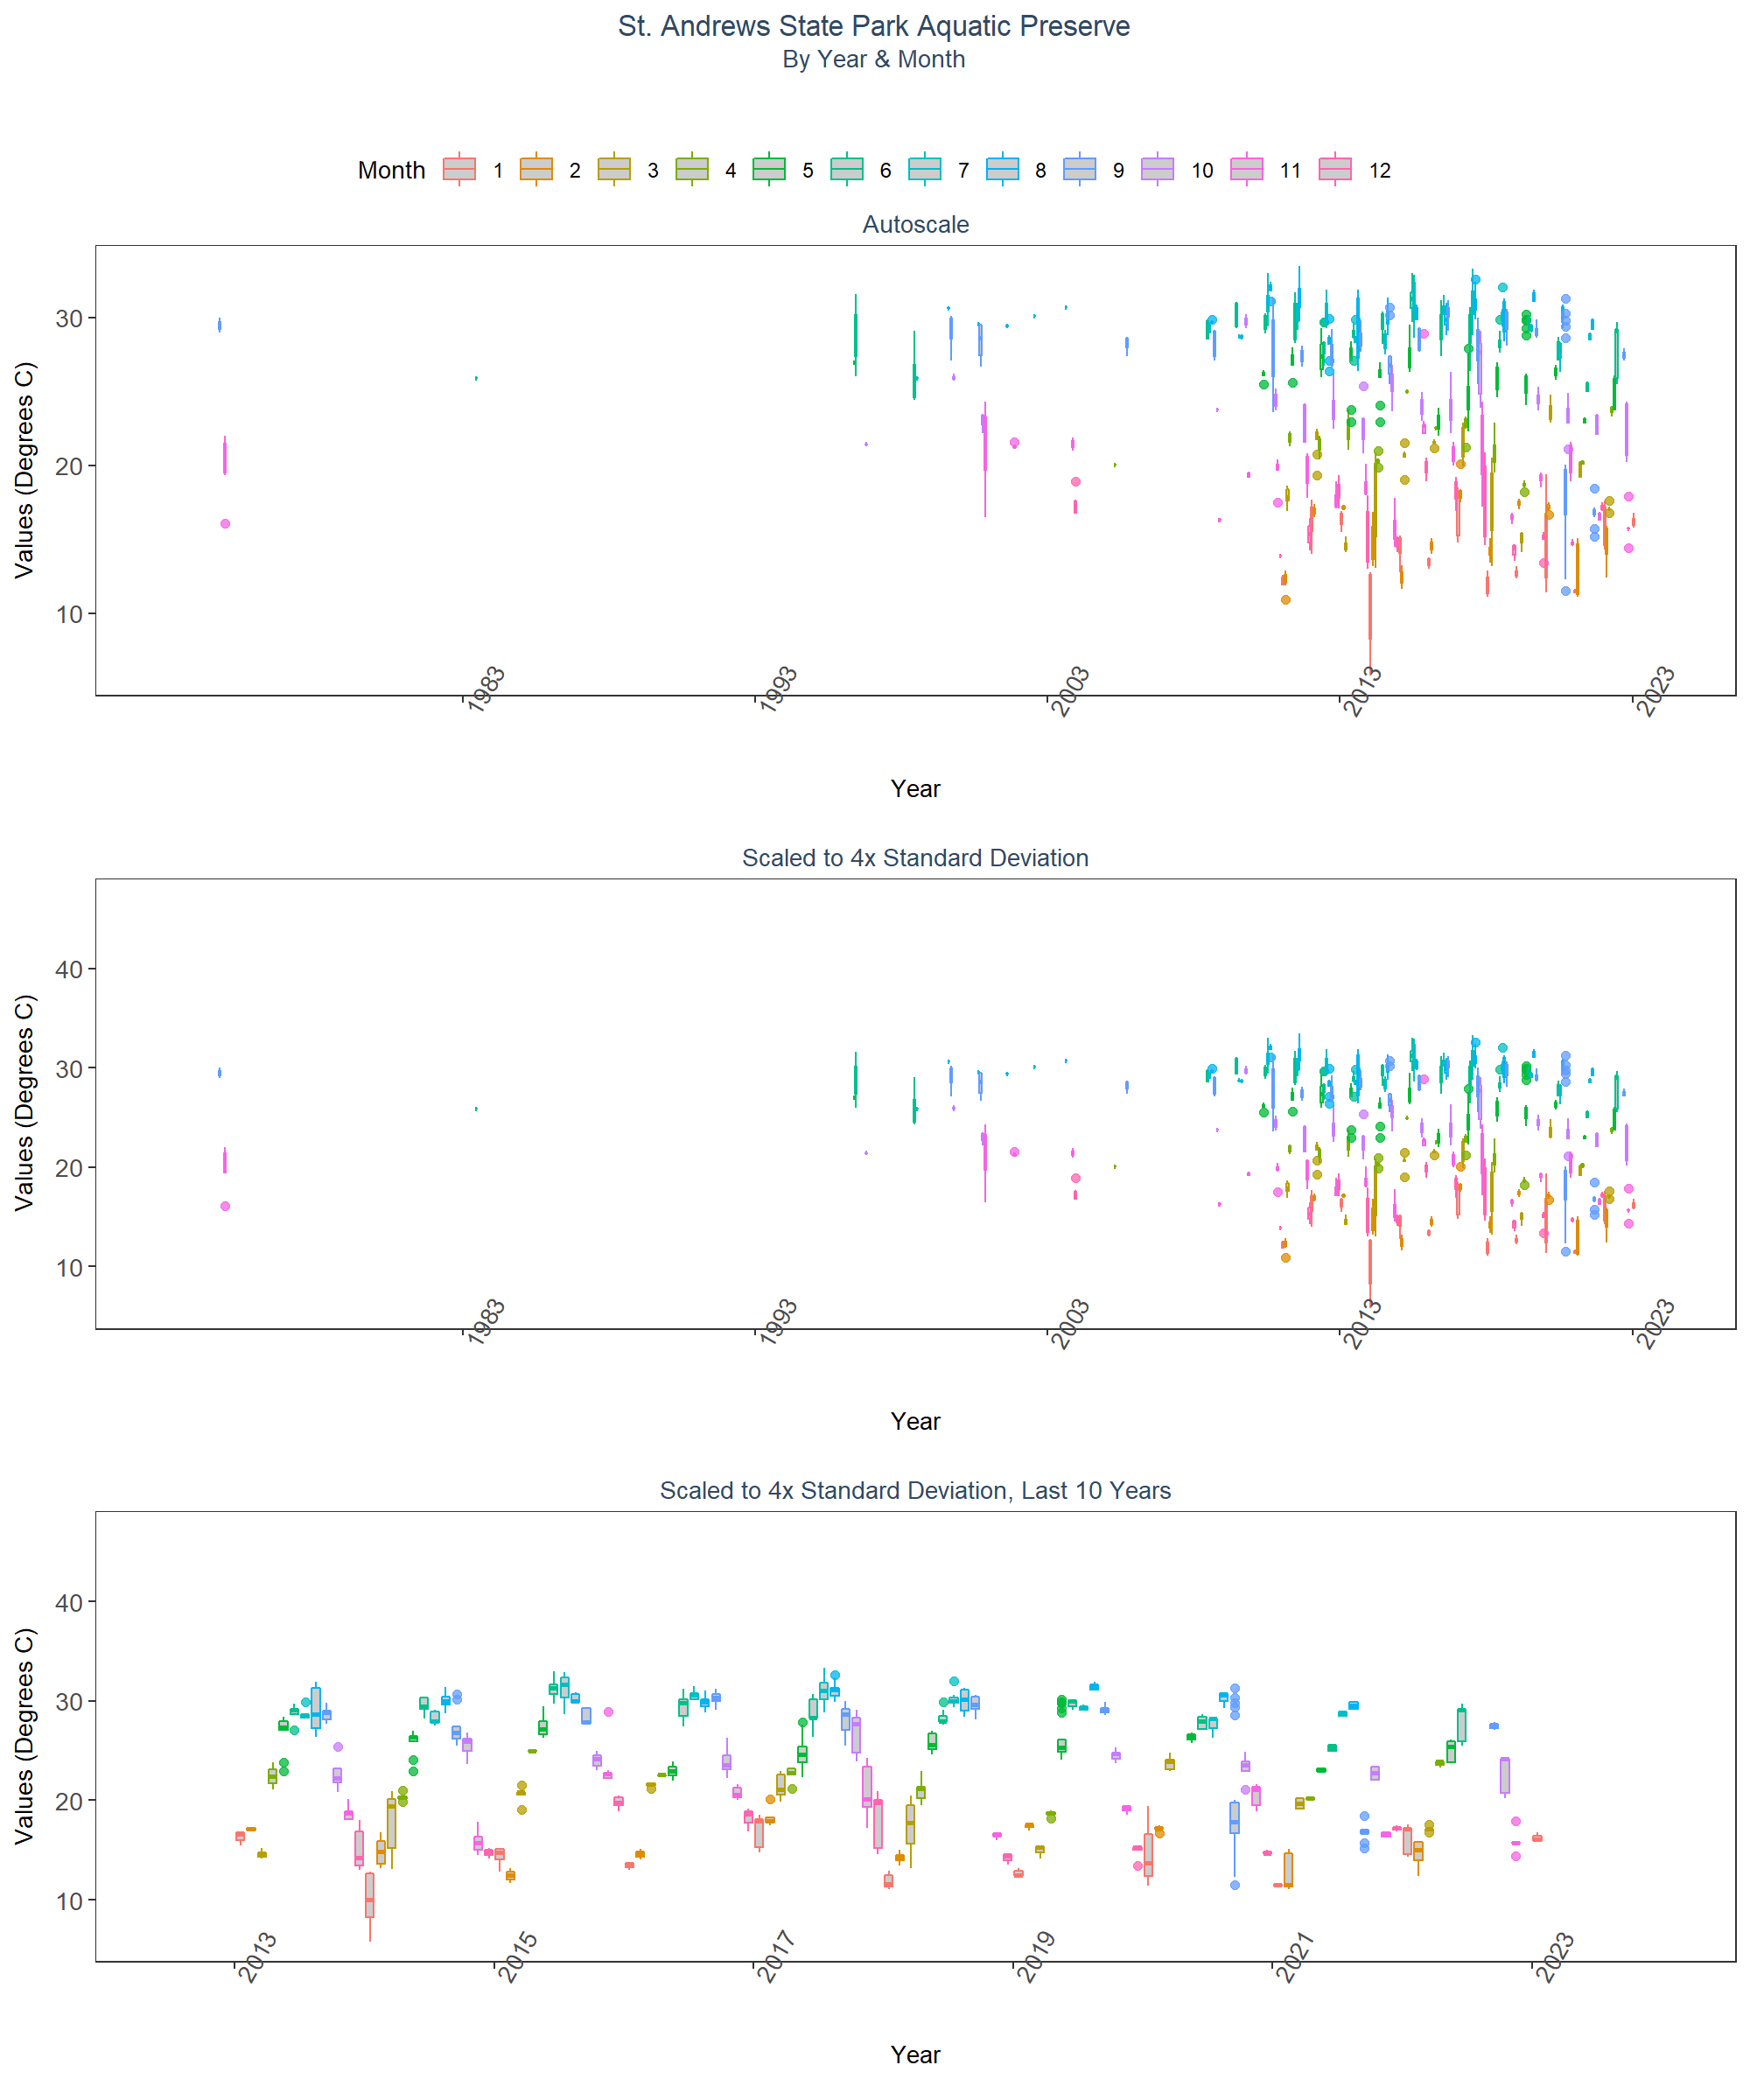 St. Andrews State Park Aquatic Preserve
By Year & Month
Month 1 2 3 4 5 6 7 8 9 10 11 12
Autoscale
Values (Degrees C)
30
20
10
1983 1993 2003 2013 2023
Year
Scaled to 4x Standard Deviation
Values (Degrees C)
40
30
20
10
1983 1993 2003 2013 2023
Year
Scaled to 4x Standard Deviation, Last 10 Years
Values (Degrees C)
40
30
20
10
2013 2015 2017 2019 2021 2023
Year